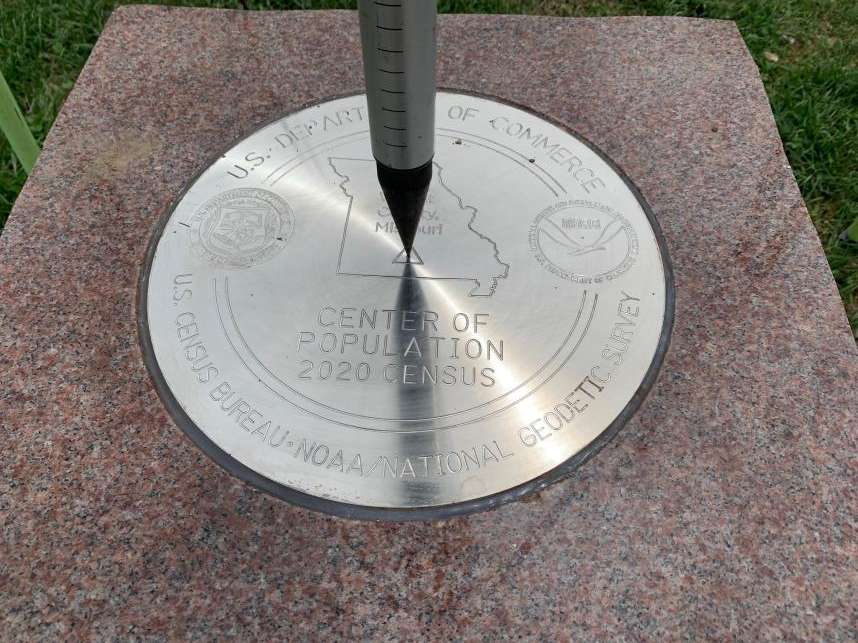 U.S. DEPART OF COMMERCE
Missouri
CENTER OF
POPULATION
2020 CENSUS
U.S. CENSUS BUREAU·NOAA/NATIONAL GEODETIC SURVEY